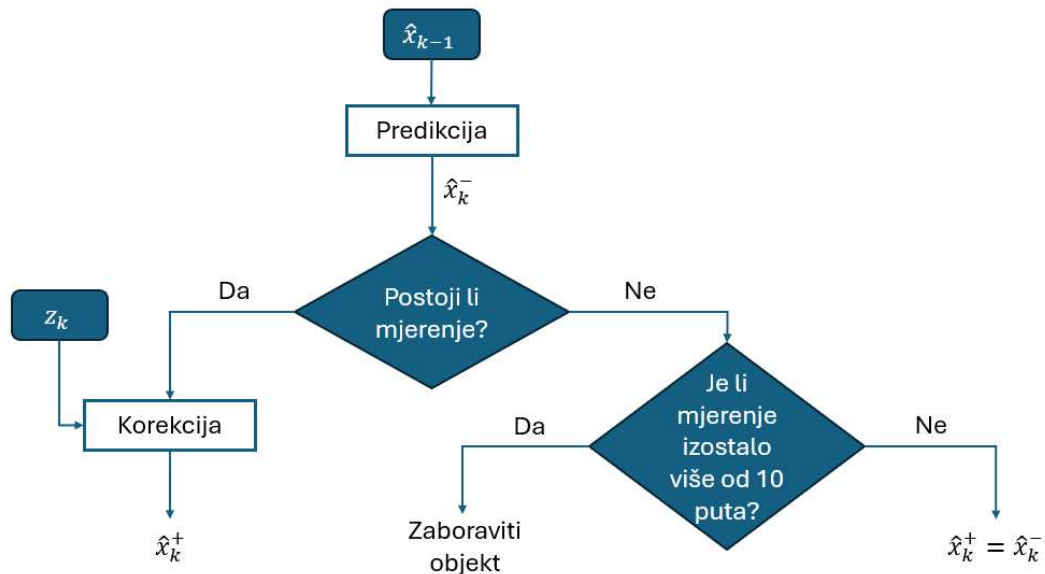 x̂ₖ₋₁
Predikcija
x̂ₖ⁻
Postoji li
mjerenje?
Da
Ne
zₖ
Korekcija
x̂ₖ⁺
Je li
mjerenje
izostalo
više od 10
puta?
Da
Ne
Zaboraviti
objekt
x̂ₖ⁺ = x̂ₖ⁻